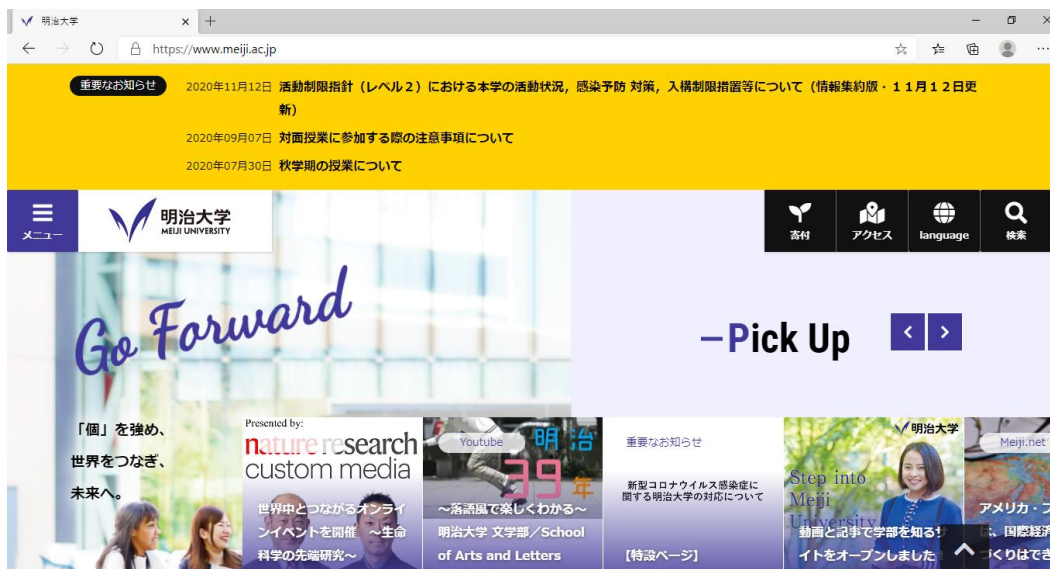 明治大学
https://www.meiji.ac.jp
重要なお知らせ
2020年11月12日 活動制限指針（レベル２）における本学の活動状況，感染予防 対策，入構制限措置等について（情報集約版・１１月１２日更
新）
2020年09月07日 対面授業に参加する際の注意事項について
2020年07月30日 秋学期の授業について
メニュー
明治大学
MEIJI UNIVERSITY
寄付
アクセス
language
検索
Go Forward
Pick Up
「個」を強め、
世界をつなぎ、
未来へ。
Presented by:
nature research
custom media
世界中とつながるオンライ
ンイベントを開催　～生命
科学の先端研究～
Youtube
明治
39
年
～落語風で楽しくわかる～
明治大学 文学部／School
of Arts and Letters
重要なお知らせ
新型コロナウイルス感染症に
関する明治大学の対応について
【特設ページ】
明治大学
Step into
Meiji
University
動画と記事で学部を知るサ
イトをオープンしました
Meiji.net
アメリカ・
は、国際経済
づくりはでき